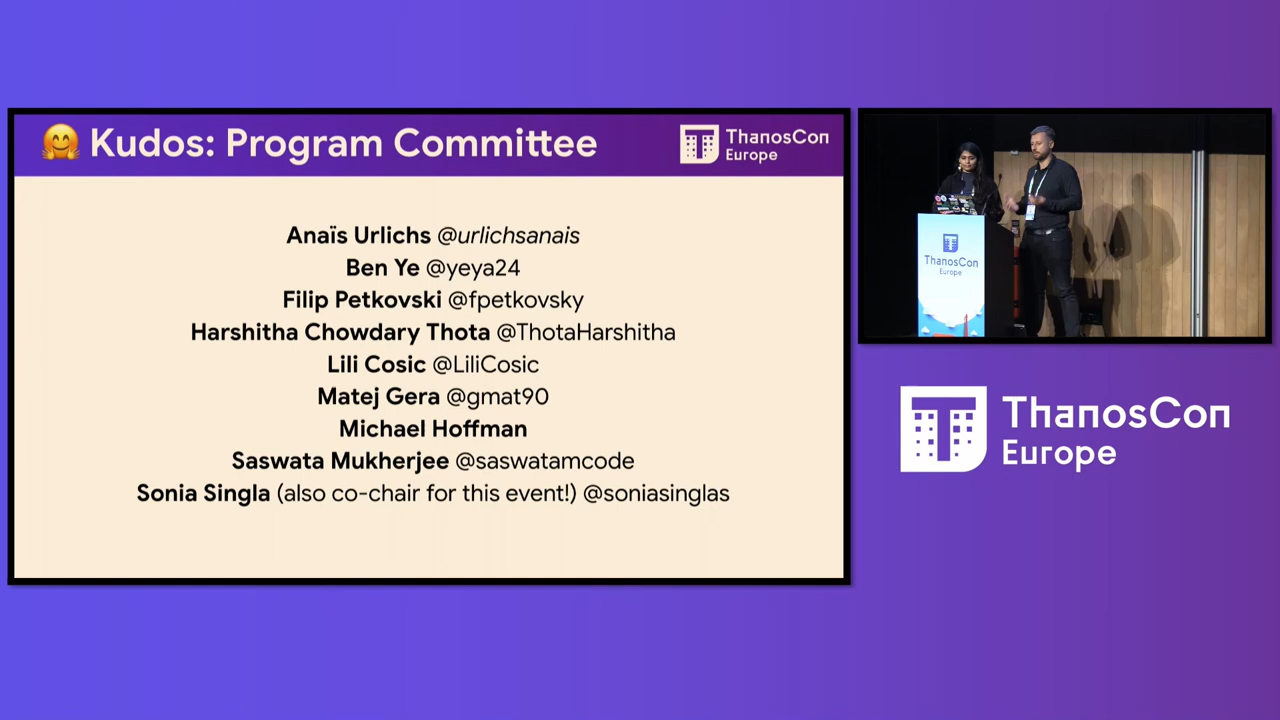 🤗 Kudos: Program Committee
ThanosCon
Europe
Anaïs Urlichs @urlichsanais
Ben Ye @yeya24
Filip Petkovski @fpetkovsky
Harshitha Chowdary Thota @ThotaHarshitha
Lili Cosic @LiliCosic
Matej Gera @gmat90
Michael Hoffman
Saswata Mukherjee @saswatamcode
Sonia Singla (also co-chair for this event!) @soniasinglas
ThanosCon
Europe
ThanosCon
Europe